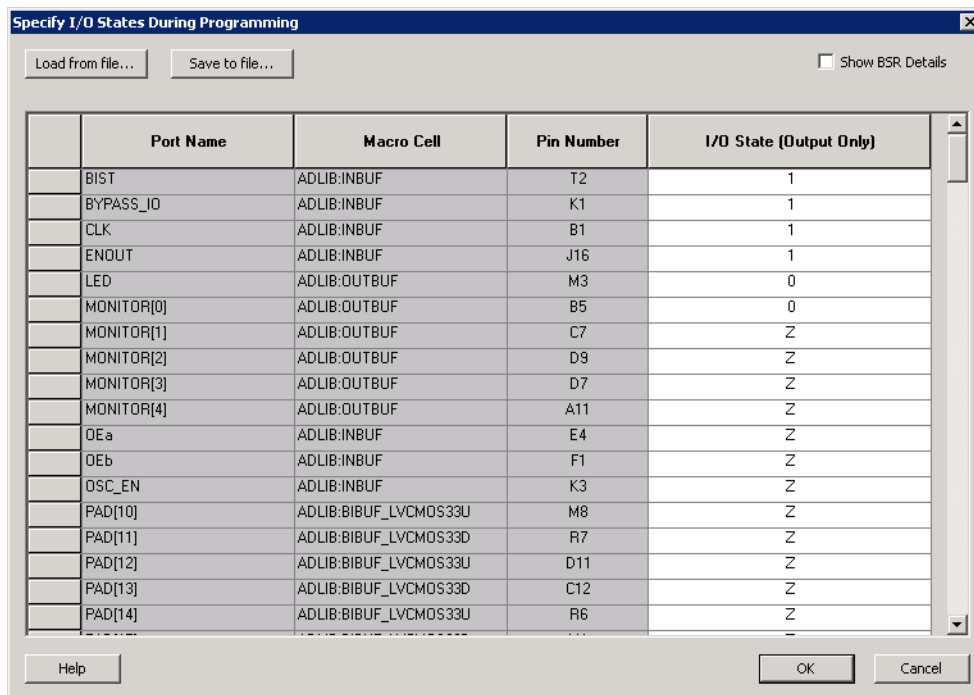 Specify I/O States During Programming
Load from file... Save to file... Show BSR Details
Port Name Macro Cell Pin Number I/O State (Output Only)
BIST ADLIB:INBUF T2 1
BYPASS_IO ADLIB:INBUF K1 1
CLK ADLIB:INBUF B1 1
ENOUT ADLIB:INBUF J16 1
LED ADLIB:OUTBUF M3 0
MONITOR[0] ADLIB:OUTBUF B5 0
MONITOR[1] ADLIB:OUTBUF C7 Z
MONITOR[2] ADLIB:OUTBUF D9 Z
MONITOR[3] ADLIB:OUTBUF D7 Z
MONITOR[4] ADLIB:OUTBUF A11 Z
OEa ADLIB:INBUF E4 Z
OEb ADLIB:INBUF F1 Z
OSC_EN ADLIB:INBUF K3 Z
PAD[10] ADLIB:BIBUF_LVCMOS33U M8 Z
PAD[11] ADLIB:BIBUF_LVCMOS33D R7 Z
PAD[12] ADLIB:BIBUF_LVCMOS33U D11 Z
PAD[13] ADLIB:BIBUF_LVCMOS33D C12 Z
PAD[14] ADLIB:BIBUF_LVCMOS33U R6 Z
Help OK Cancel